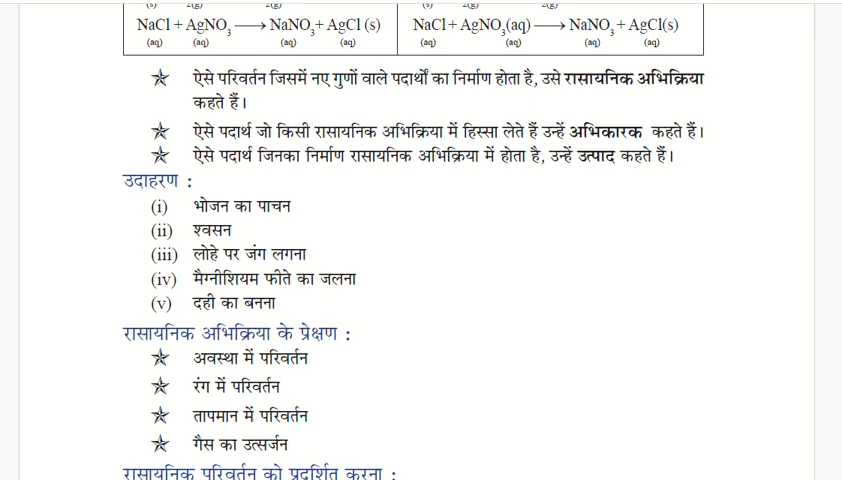 (s) 2(g) 2(g) (s) 2(g) 2(g)
NaCl + AgNO3 ⟶ NaNO3+ AgCl (s) NaCl + AgNO3(aq) ⟶ NaNO3 + AgCl(s)
(aq) (aq) (aq) (aq) (aq) (aq) (aq) (aq)
ऐसे परिवर्तन जिसमें नए गुणों वाले पदार्थों का निर्माण होता है, उसे रासायनिक अभिक्रिया
कहते हैं।
ऐसे पदार्थ जो किसी रासायनिक अभिक्रिया में हिस्सा लेते हैं उन्हें अभिकारक कहते हैं।
ऐसे पदार्थ जिनका निर्माण रासायनिक अभिक्रिया में होता है, उन्हें उत्पाद कहते हैं।
उदाहरण :
(i) भोजन का पाचन
(ii) श्वसन
(iii) लोहे पर जंग लगना
(iv) मैग्नीशियम फीते का जलना
(v) दही का बनना
रासायनिक अभिक्रिया के प्रेक्षण :
अवस्था में परिवर्तन
रंग में परिवर्तन
तापमान में परिवर्तन
गैस का उत्सर्जन
रासायनिक परिवर्तन को प्रदर्शित करना :